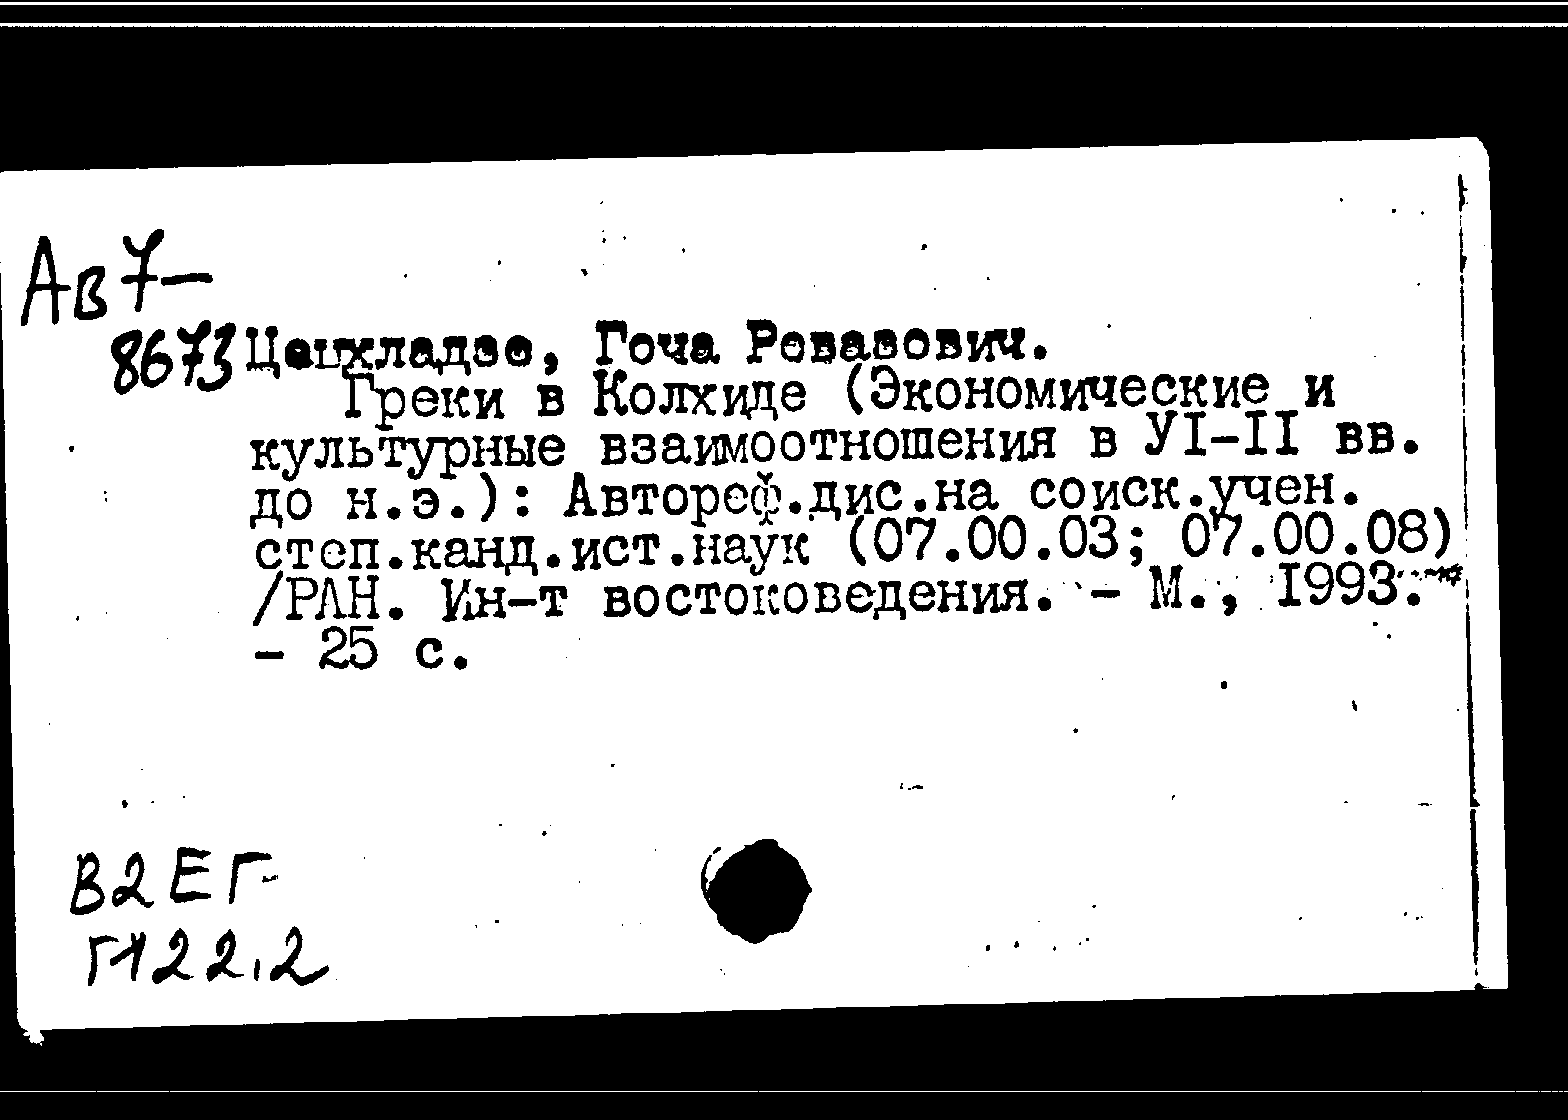 Ав7-
8673 Цецхладзе, Гоча Ревазович.
Греки в Колхиде (Экономические и
культурные взаимоотношения в УI-II вв.
до н.э.): Автореф.дис.на соиск.учен.
степ.канд.ист.наук (07.00.03; 07.00.08)
/РАН. Ин-т востоковедения. - М., I993.
- 25 с.
В2ЕГ-
Г122.2